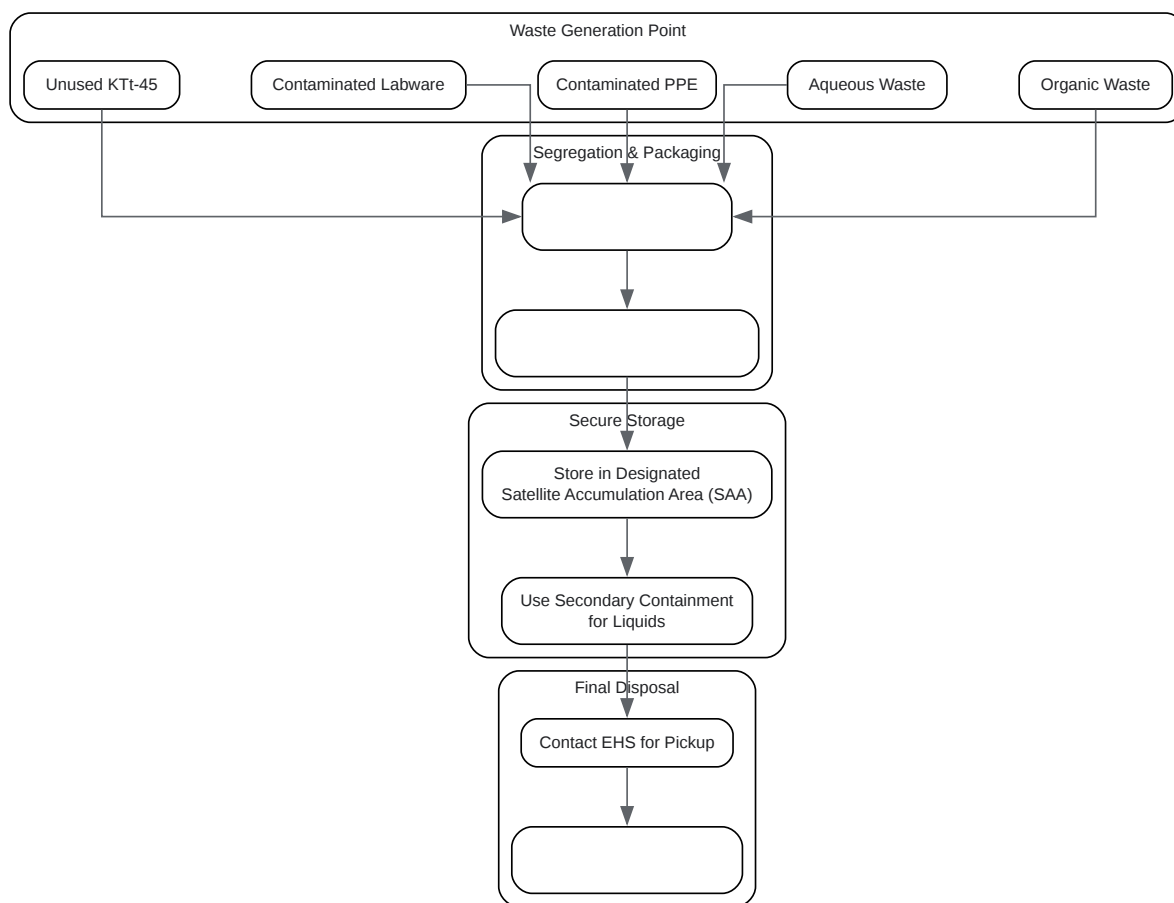 Waste Generation Point
Unused KTt-45
Contaminated Labware
Contaminated PPE
Aqueous Waste
Organic Waste
Segregation & Packaging
Secure Storage
Store in Designated
Satellite Accumulation Area (SAA)
Use Secondary Containment
for Liquids
Final Disposal
Contact EHS for Pickup